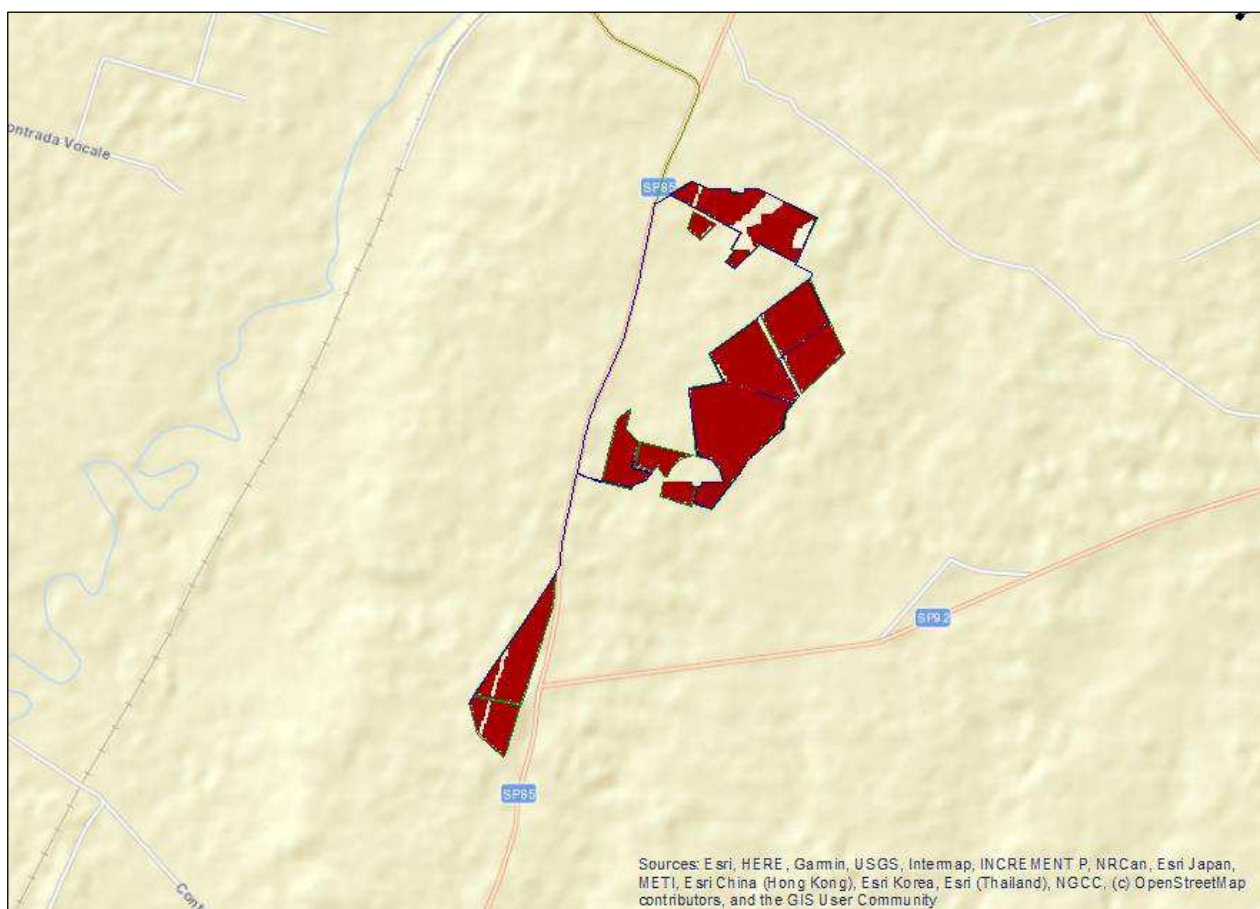 ontrada Vocale
SP85
SP92
SP85
Cont
Sources: Esri, HERE, Garmin, USGS, Intermap, INCREMENT P, NRCan, Esri Japan,
METI, Esri China (Hong Kong), Esri Korea, Esri (Thailand), NGCC, (c) OpenStreetMap
contributors, and the GIS User Community